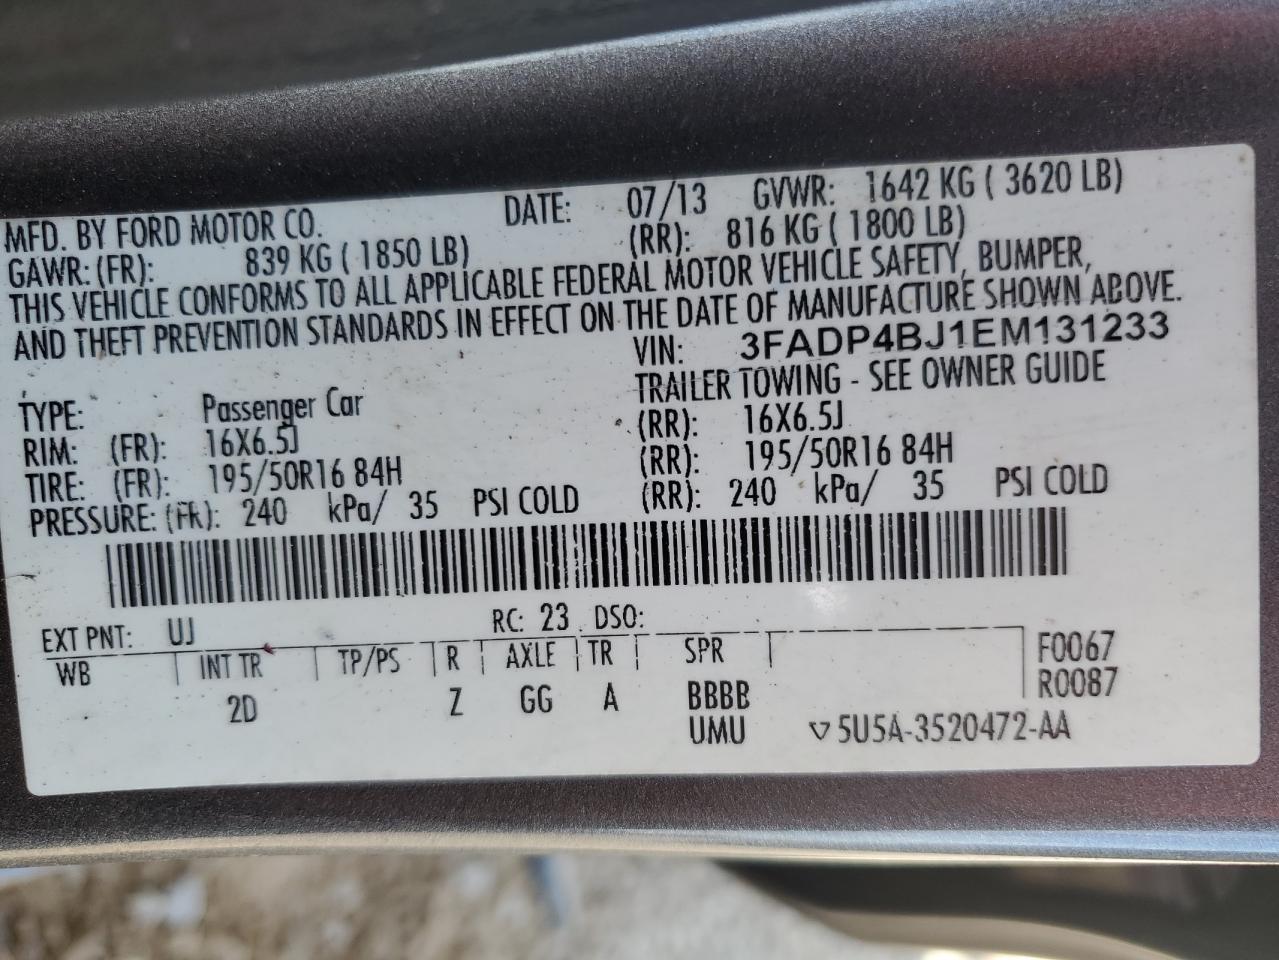 MFD. BY FORD MOTOR CO. DATE: 07/13 GVWR: 1642 KG ( 3620 LB)
GAWR: (FR): 839 KG ( 1850 LB) (RR): 816 KG ( 1800 LB)
THIS VEHICLE CONFORMS TO ALL APPLICABLE FEDERAL MOTOR VEHICLE SAFETY, BUMPER,
AND THEFT PREVENTION STANDARDS IN EFFECT ON THE DATE OF MANUFACTURE SHOWN ABOVE.
VIN: 3FADP4BJ1EM131233
TRAILER TOWING - SEE OWNER GUIDE
TYPE: Passenger Car
RIM: (FR): 16X6.5J (RR): 16X6.5J
TIRE: (FR): 195/50R16 84H (RR): 195/50R16 84H
PRESSURE: (FR): 240 kPa/ 35 PSI COLD (RR): 240 kPa/ 35 PSI COLD
EXT PNT: UJ RC: 23 DSO:
WB INT TR TP/PS R AXLE TR SPR F0067
2D Z GG A BBBB R0087
UMU ▽5U5A-3520472-AA